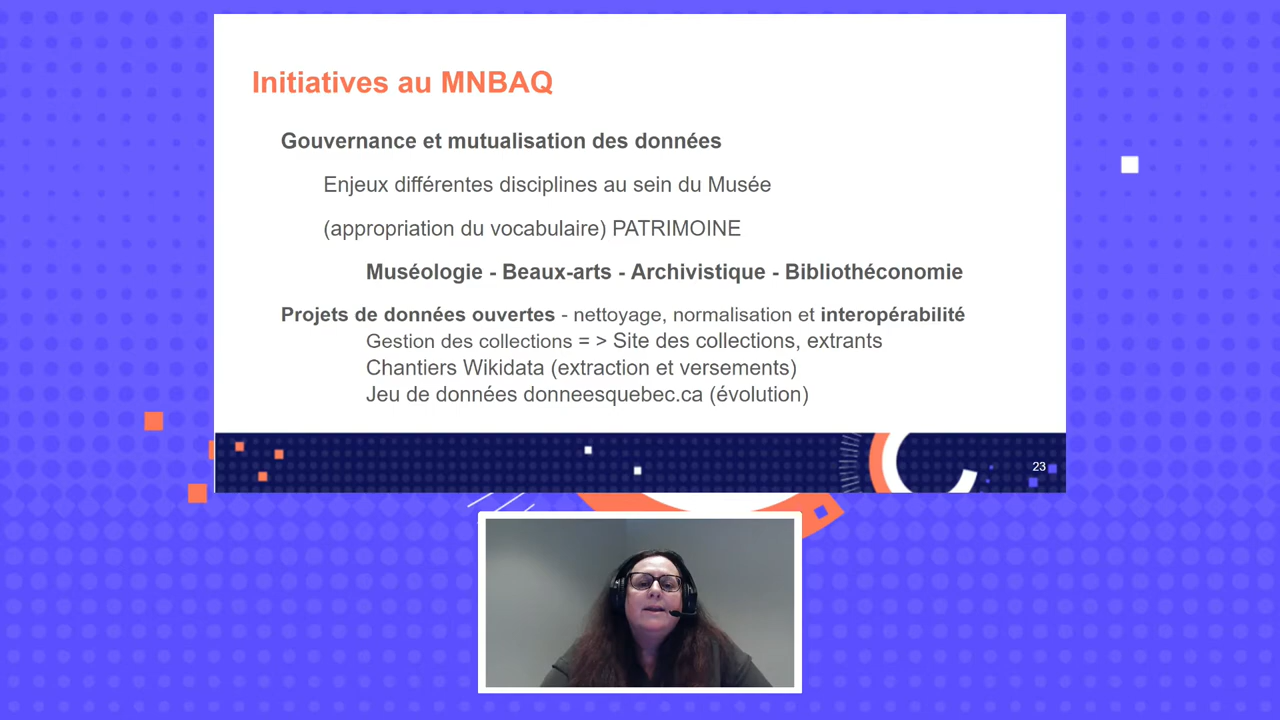 Initiatives au MNBAQ
Gouvernance et mutualisation des données
Enjeux différentes disciplines au sein du Musée
(appropriation du vocabulaire) PATRIMOINE
Muséologie - Beaux-arts - Archivistique - Bibliothéconomie
Projets de données ouvertes - nettoyage, normalisation et interopérabilité
Gestion des collections = > Site des collections, extrants
Chantiers Wikidata (extraction et versements)
Jeu de données donneesquebec.ca (évolution)
23